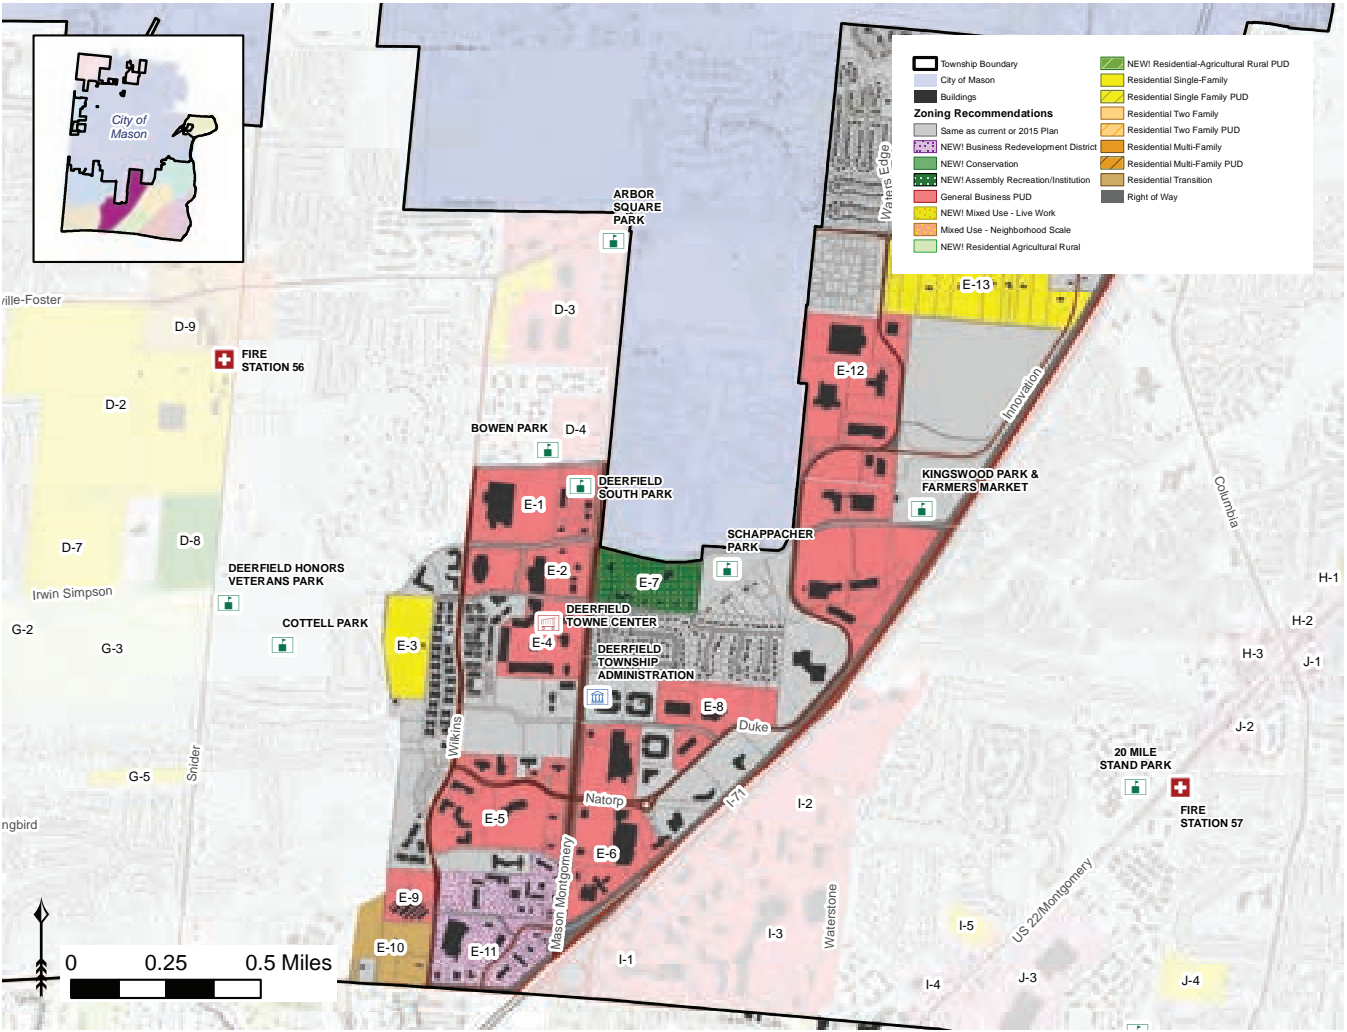 City of
Mason
Township Boundary
City of Mason
Buildings
Zoning Recommendations
Same as current or 2015 Plan
NEW! Business Redevelopment District
NEW! Conservation
NEW! Assembly Recreation/Institution
General Business PUD
NEW! Mixed Use - Live Work
Mixed Use - Neighborhood Scale
NEW! Residential Agricultural Rural
NEW! Residential-Agricultural Rural PUD
Residential Single-Family
Residential Single Family PUD
Residential Two Family
Residential Two Family PUD
Residential Multi-Family
Residential Multi-Family PUD
Residential Transition
Right of Way
Waters Edge
ARBOR
SQUARE
PARK
ville-Foster
D-9
D-3
E-13
FIRE
STATION 56
E-12
D-2
Innovation
BOWEN PARK
D-4
DEERFIELD
SOUTH PARK
KINGSWOOD PARK &
FARMERS MARKET
Columbia
E-1
D-7
D-8
SCHAPPACHER
PARK
DEERFIELD HONORS
VETERANS PARK
E-2
E-7
H-1
Irwin Simpson
COTTELL PARK
DEERFIELD
TOWNE CENTER
G-2
G-3
E-3
E-4
H-2
DEERFIELD
TOWNSHIP
ADMINISTRATION
H-3
J-1
E-8
Duke
Wilkins
J-2
Snider
G-5
20 MILE
STAND PARK
Natorp
I-71
I-2
FIRE
STATION 57
ngbird
E-5
E-6
Mason Montgomery
E-9
Waterstone
US 22/Montgomery
I-5
I-3
E-10
E-11
I-1
I-4
J-3
J-4
0 0.25 0.5 Miles